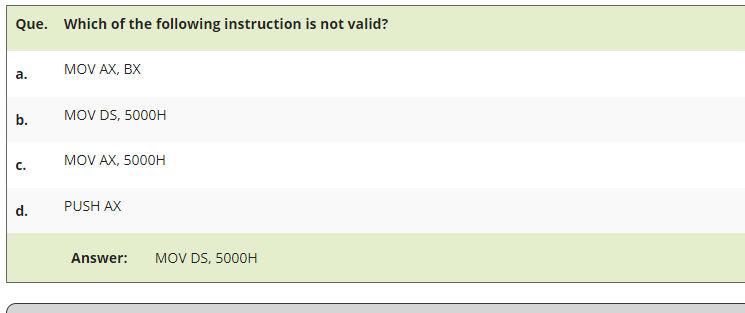 Que. Which of the following instruction is not valid?
a. MOV AX, BX
b. MOV DS, 5000H
c. MOV AX, 5000H
d. PUSH AX
Answer: MOV DS, 5000H